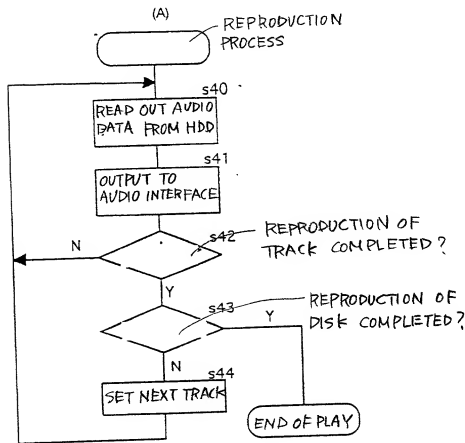 (A)
REPRODUCTION
PROCESS
s40
READ OUT AUDIO
DATA FROM HDD
s41
OUTPUT TO
AUDIO INTERFACE
s42
REPRODUCTION OF
TRACK COMPLETED?
N
Y
s43
REPRODUCTION OF
DISK COMPLETED?
Y
N
s44
SET NEXT TRACK
END OF PLAY